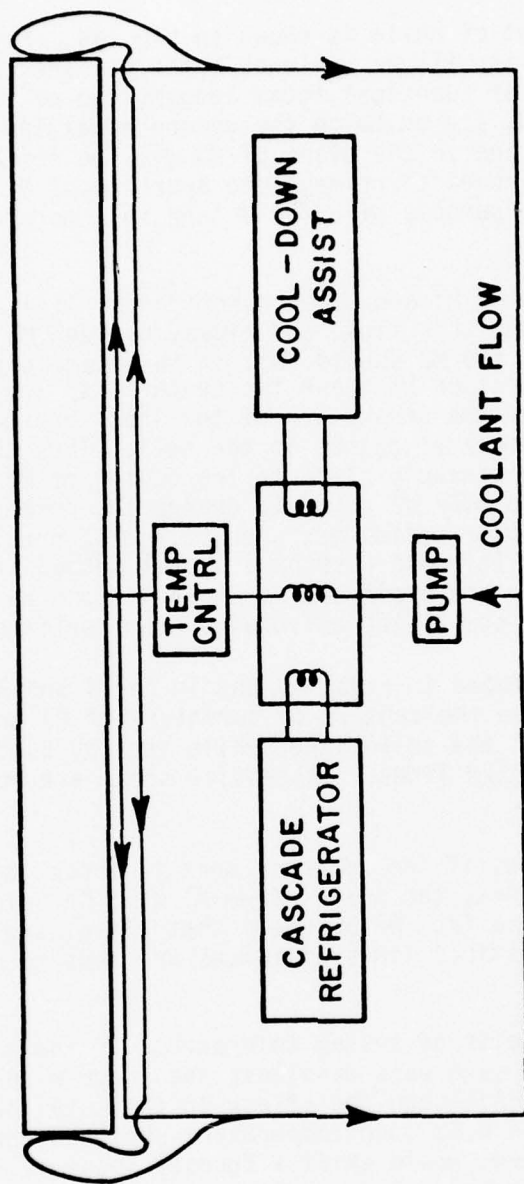 COOL-DOWN
ASSIST
TEMP
CNTRL
PUMP
COOLANT FLOW
CASCADE
REFRIGERATOR